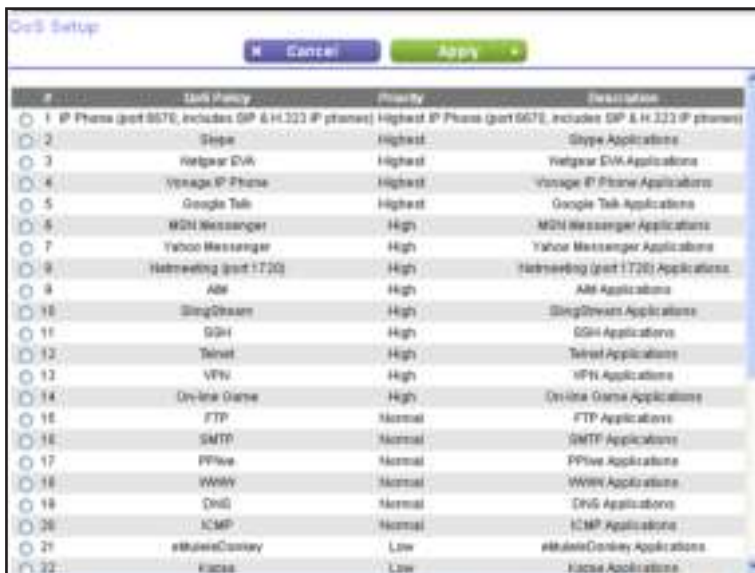 QoS Setup
Cancel Apply
# QoS Policy Priority Description
1 IP Phone (port 6670, includes SIP & H.323 IP phones) Highest IP Phone (port 6670, includes SIP & H.323 IP phones)
2 Skype Highest Skype Applications
3 Netgear EVA Highest Netgear EVA Applications
4 Vonage IP Phone Highest Vonage IP Phone Applications
5 Google Talk Highest Google Talk Applications
6 MSN Messenger High MSN Messenger Applications
7 Yahoo Messenger High Yahoo Messenger Applications
8 Netmeeting (port 1720) High Netmeeting (port 1720) Applications
9 AIM High AIM Applications
10 SlingStream High SlingStream Applications
11 SSH High SSH Applications
12 Telnet High Telnet Applications
13 VPN High VPN Applications
14 On-line Game High On-line Game Applications
15 FTP Normal FTP Applications
16 SMTP Normal SMTP Applications
17 PPlive Normal PPlive Applications
18 WWW Normal WWW Applications
19 DNS Normal DNS Applications
20 ICMP Normal ICMP Applications
21 eMule/eDonkey Low eMule/eDonkey Applications
22 Kazaa Low Kazaa Applications